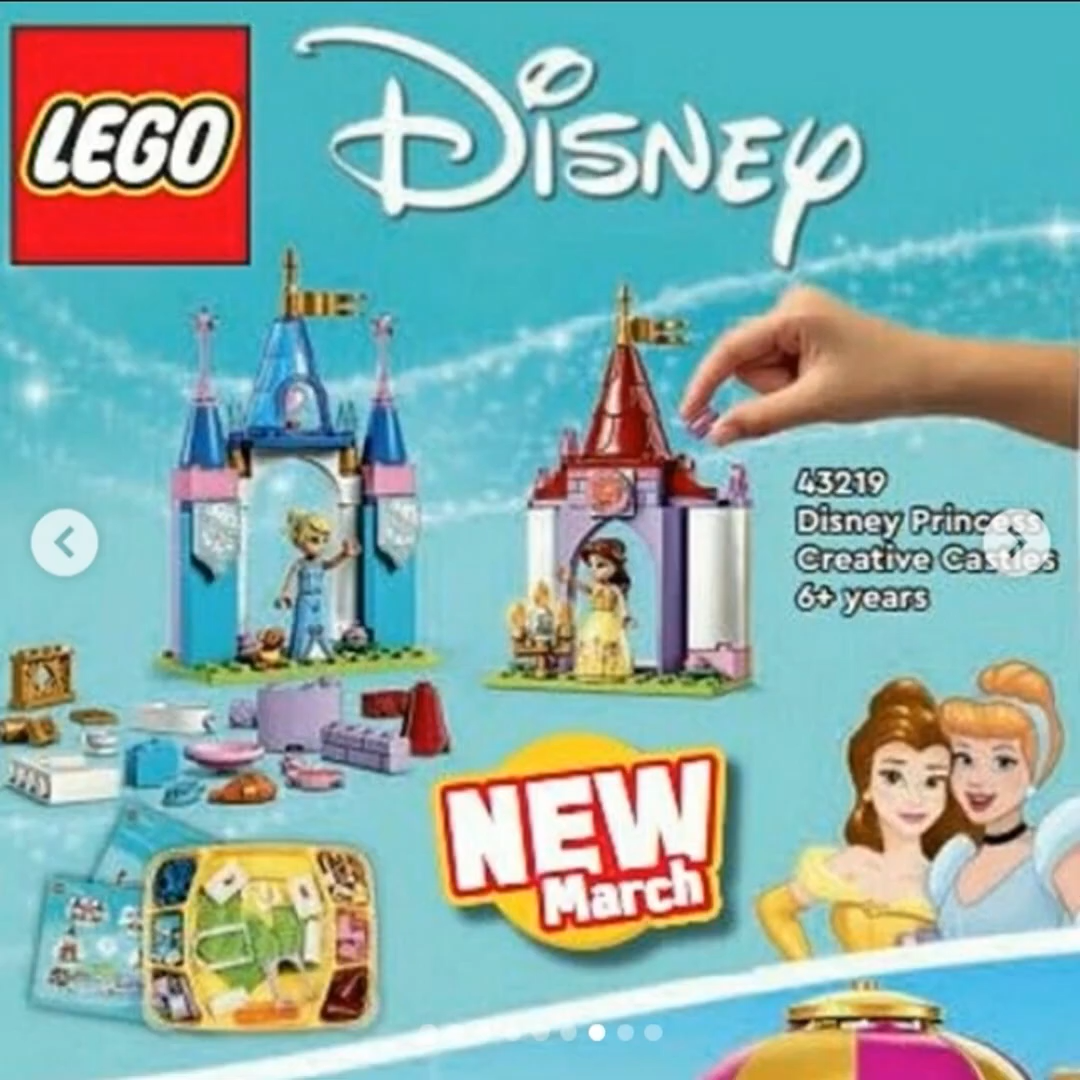 LEGO
Disney
43219
Disney Princess
Creative Castles
6+ years
NEW
March